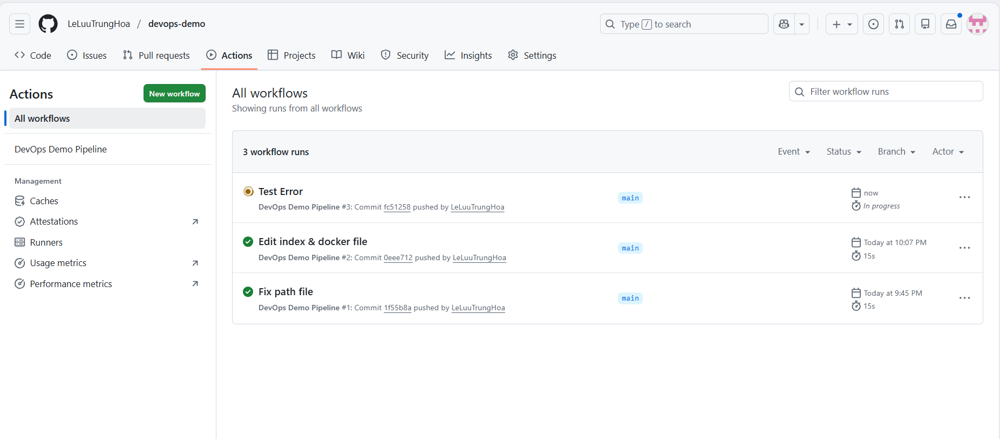 LeLuuTrungHoa / devops-demo
Type / to search
Code Issues Pull requests Actions Projects Wiki Security Insights Settings
Actions
New workflow
All workflows
DevOps Demo Pipeline
Management
Caches
Attestations
Runners
Usage metrics
Performance metrics
All workflows
Showing runs from all workflows
Filter workflow runs
3 workflow runs
Event Status Branch Actor
Test Error
DevOps Demo Pipeline #3: Commit fc51258 pushed by LeLuuTrungHoa
main
now
In progress
Edit index & docker file
DevOps Demo Pipeline #2: Commit 0eee712 pushed by LeLuuTrungHoa
main
Today at 10:07 PM
15s
Fix path file
DevOps Demo Pipeline #1: Commit 1f55b8a pushed by LeLuuTrungHoa
main
Today at 9:45 PM
15s